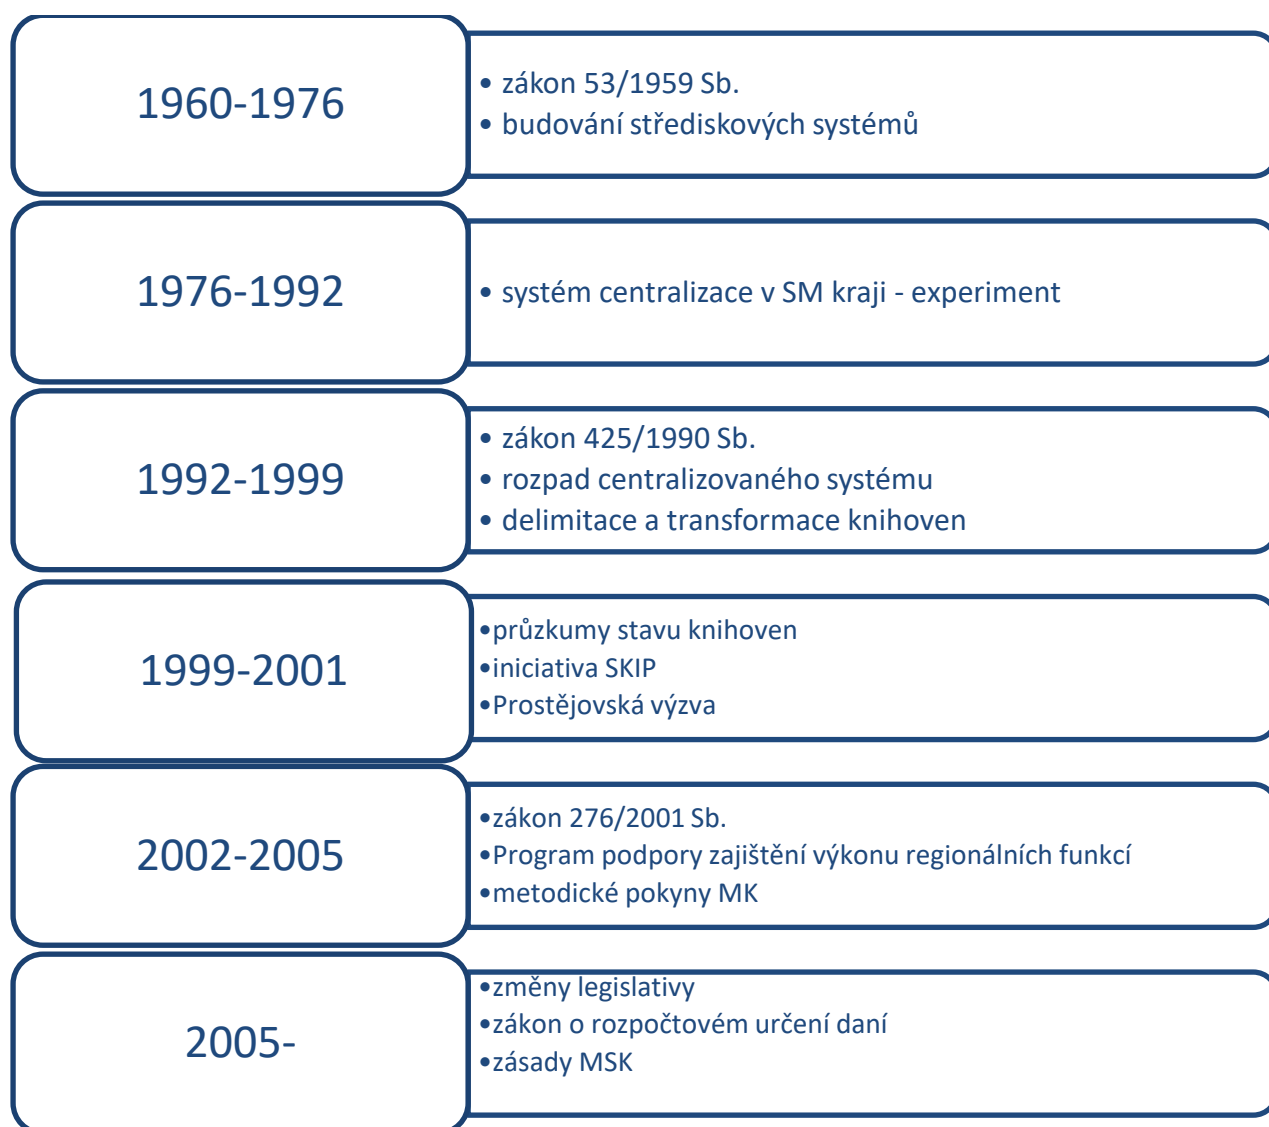 1960-1976
• zákon 53/1959 Sb.
• budování střediskových systémů
1976-1992
• systém centralizace v SM kraji - experiment
1992-1999
• zákon 425/1990 Sb.
• rozpad centralizovaného systému
• delimitace a transformace knihoven
1999-2001
•průzkumy stavu knihoven
•iniciativa SKIP
•Prostějovská výzva
2002-2005
•zákon 276/2001 Sb.
•Program podpory zajištění výkonu regionálních funkcí
•metodické pokyny MK
2005-
•změny legislativy
•zákon o rozpočtovém určení daní
•zásady MSK